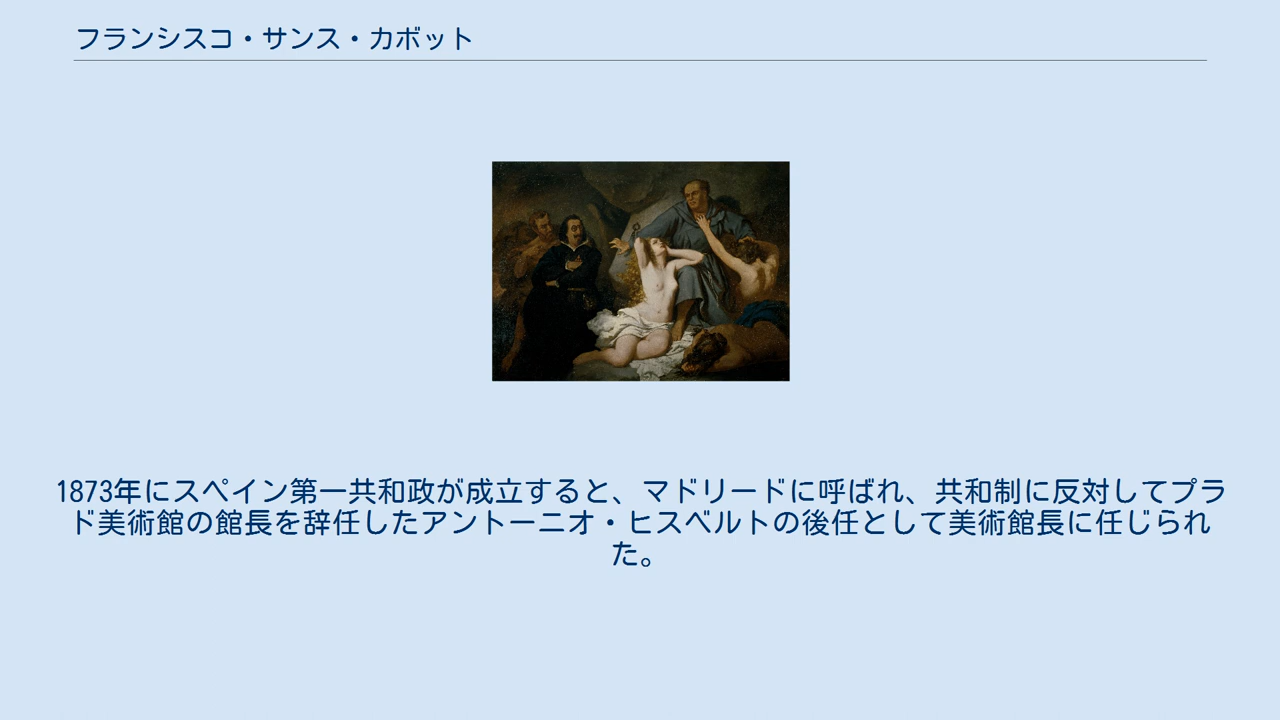 フランシスコ・サンス・カボット
1873年にスペイン第一共和政が成立すると、マドリードに呼ばれ、共和制に反対してプラ
ド美術館の館長を辞任したアントーニオ・ヒスベルトの後任として美術館長に任じられ
た。